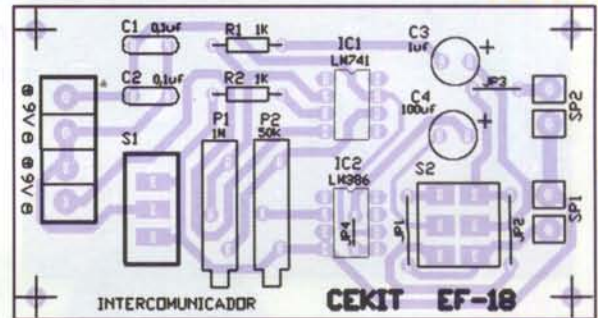 C1 0,1uF
R1 1K
IC1
LM741
C3
1uF
+
JP3
C2 0,1uF
R2 1K
C4
100uF
+
SP2
⊕ 9V ⊖ ⊕ 9V ⊖
S1
P1
1M
P2
50K
IC2
LM386
S2
JP4
JP1
JP2
SP1
INTERCOMUNICADOR
CEKIT EF-18